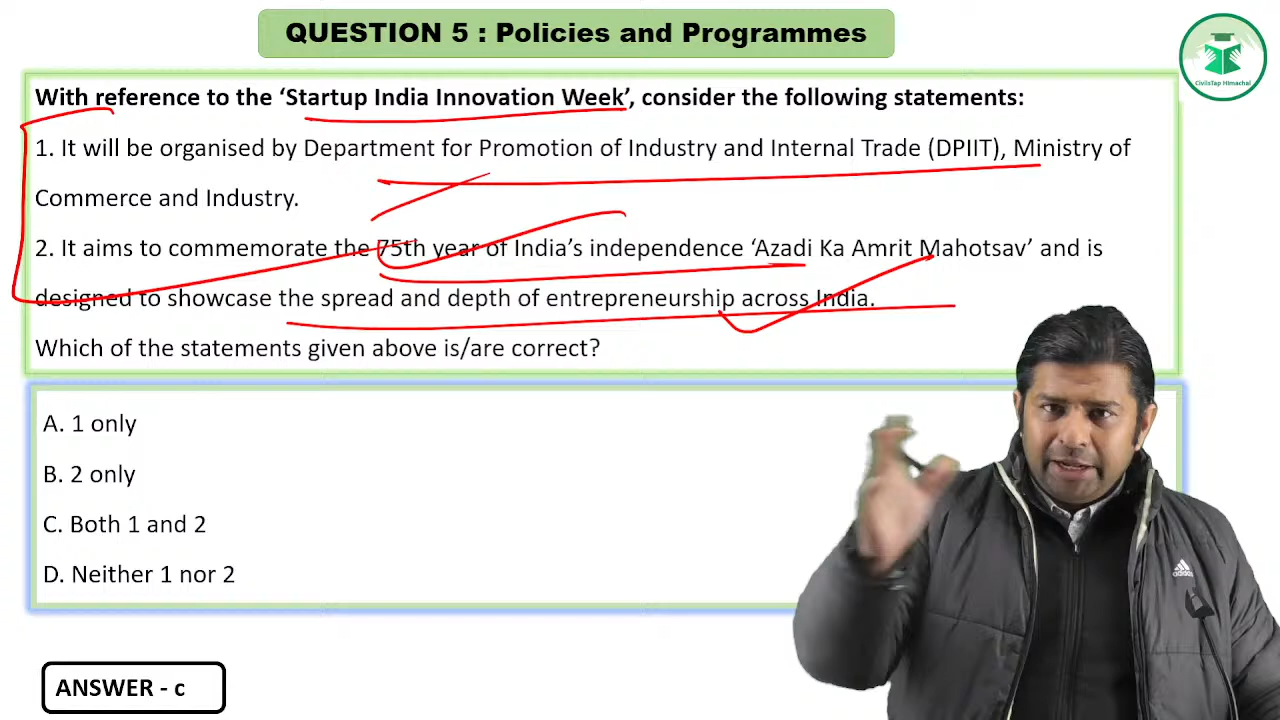 QUESTION 5 : Policies and Programmes
CivilsTap Himachal
With reference to the ‘Startup India Innovation Week’, consider the following statements:
1. It will be organised by Department for Promotion of Industry and Internal Trade (DPIIT), Ministry of
Commerce and Industry.
2. It aims to commemorate the 75th year of India’s independence ‘Azadi Ka Amrit Mahotsav’ and is
designed to showcase the spread and depth of entrepreneurship across India.
Which of the statements given above is/are correct?
A. 1 only
B. 2 only
C. Both 1 and 2
D. Neither 1 nor 2
adidas
ANSWER - c